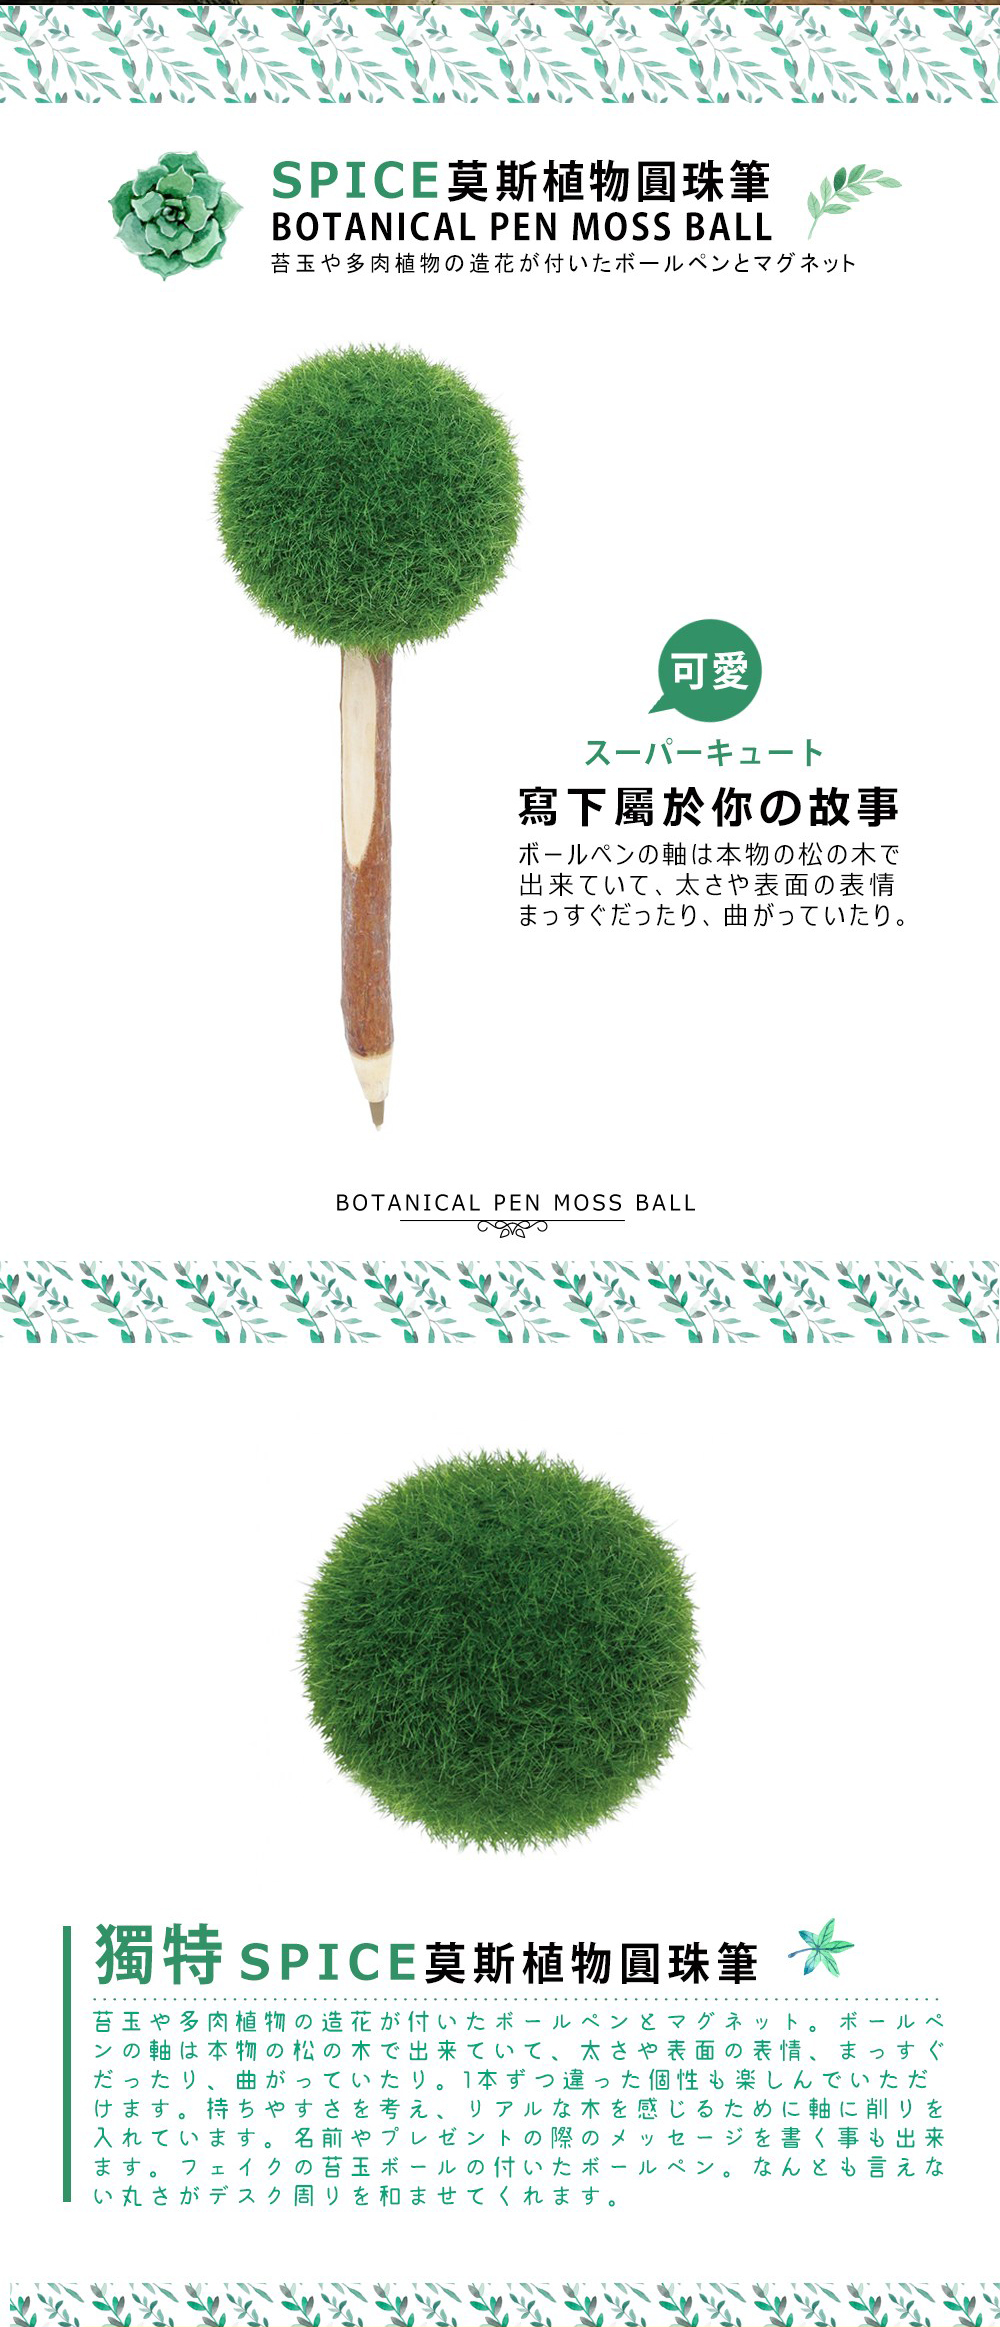 SPICE莫斯植物圓珠筆
BOTANICAL PEN MOSS BALL
苔玉や多肉植物の造花が付いたボールペンとマグネット
可愛
スーパーキュート
寫下屬於你の故事
ボールペンの軸は本物の松の木で
出来ていて、太さや表面の表情
まっすぐだったり、曲がっていたり。
BOTANICAL PEN MOSS BALL
獨特 SPICE莫斯植物圓珠筆
苔玉や多肉植物の造花が付いたボールペンとマグネット。ボールペ
ンの軸は本物の松の木で出来ていて、太さや表面の表情、まっすぐ
だったり、曲がっていたり。1本ずつ違った個性も楽しんでいただ
けます。持ちやすさを考え、リアルな木を感じるために軸に削りを
入れています。名前やプレゼントの際のメッセージを書く事も出来
ます。フェイクの苔玉ボールの付いたボールペン。なんとも言えな
い丸さがデスク周りを和ませてくれます。